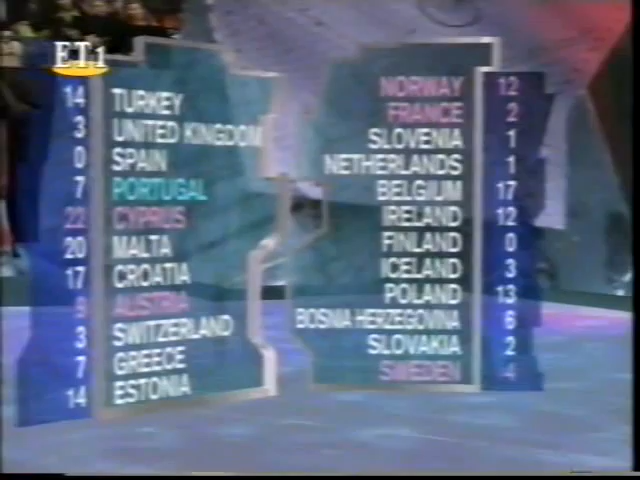 ET1
14 TURKEY
3 UNITED KINGDOM
0 SPAIN
7 PORTUGAL
22 CYPRUS
20 MALTA
17 CROATIA
AUSTRIA
3 SWITZERLAND
7 GREECE
14 ESTONIA
NORWAY 12
FRANCE 2
SLOVENIA 1
NETHERLANDS 1
BELGIUM 17
IRELAND 12
FINLAND 0
ICELAND 3
POLAND 13
BOSNIA HERZEGOVINA 6
SLOVAKIA 2
SWEDEN 4